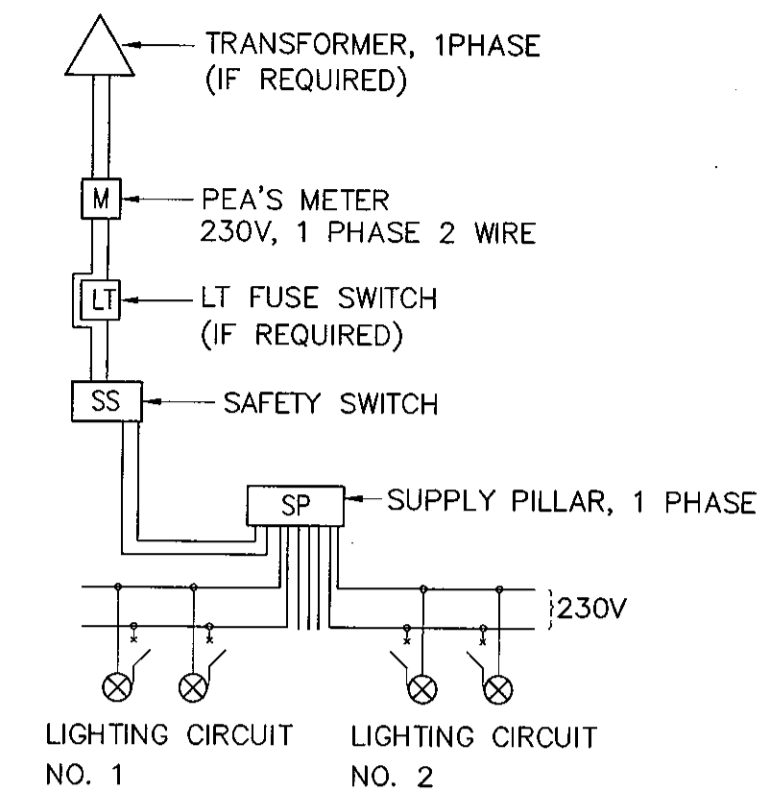 TRANSFORMER, 1PHASE
(IF REQUIRED)
M
PEA'S METER
230V, 1 PHASE 2 WIRE
LT
LT FUSE SWITCH
(IF REQUIRED)
SS
SAFETY SWITCH
SP
SUPPLY PILLAR, 1 PHASE
230V
LIGHTING CIRCUIT
NO. 1
LIGHTING CIRCUIT
NO. 2